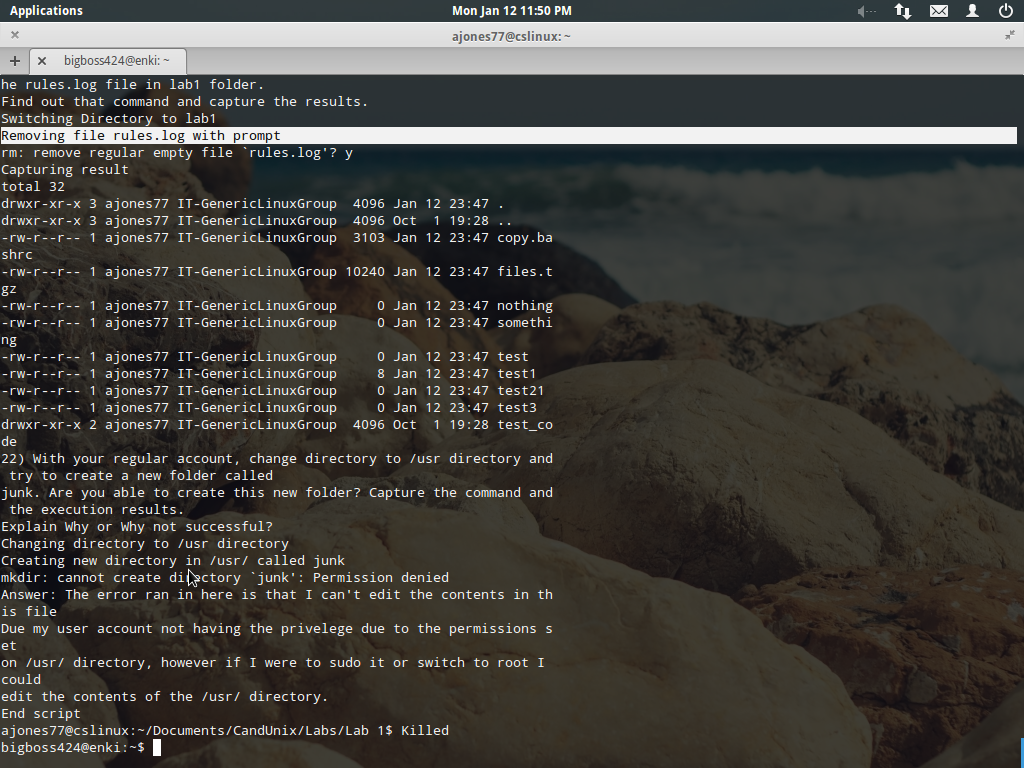 Applications
Mon Jan 12 11:50 PM
ajones77@cslinux: ~
bigboss424@enki: ~
he rules.log file in lab1 folder.
Find out that command and capture the results.
Switching Directory to lab1
Removing file rules.log with prompt
rm: remove regular empty file `rules.log'? y
Capturing result
total 32
drwxr-xr-x 3 ajones77 IT-GenericLinuxGroup  4096 Jan 12 23:47 .
drwxr-xr-x 3 ajones77 IT-GenericLinuxGroup  4096 Oct  1 19:28 ..
-rw-r--r-- 1 ajones77 IT-GenericLinuxGroup  3103 Jan 12 23:47 copy.ba
shrc
-rw-r--r-- 1 ajones77 IT-GenericLinuxGroup 10240 Jan 12 23:47 files.t
gz
-rw-r--r-- 1 ajones77 IT-GenericLinuxGroup     0 Jan 12 23:47 nothing
-rw-r--r-- 1 ajones77 IT-GenericLinuxGroup     0 Jan 12 23:47 somethi
ng
-rw-r--r-- 1 ajones77 IT-GenericLinuxGroup     0 Jan 12 23:47 test
-rw-r--r-- 1 ajones77 IT-GenericLinuxGroup     8 Jan 12 23:47 test1
-rw-r--r-- 1 ajones77 IT-GenericLinuxGroup     0 Jan 12 23:47 test21
-rw-r--r-- 1 ajones77 IT-GenericLinuxGroup     0 Jan 12 23:47 test3
drwxr-xr-x 2 ajones77 IT-GenericLinuxGroup  4096 Oct  1 19:28 test_co
de
22) With your regular account, change directory to /usr directory and
 try to create a new folder called
junk. Are you able to create this new folder? Capture the command and
 the execution results.
Explain Why or Why not successful?
Changing directory to /usr directory
Creating new directory in /usr/ called junk
mkdir: cannot create directory `junk': Permission denied
Answer: The error ran in here is that I can't edit the contents in th
is file
Due my user account not having the privelege due to the permissions s
et
on /usr/ directory, however if I were to sudo it or switch to root I
could
edit the contents of the /usr/ directory.
End script
ajones77@cslinux:~/Documents/CandUnix/Labs/Lab 1$ Killed
bigboss424@enki:~$